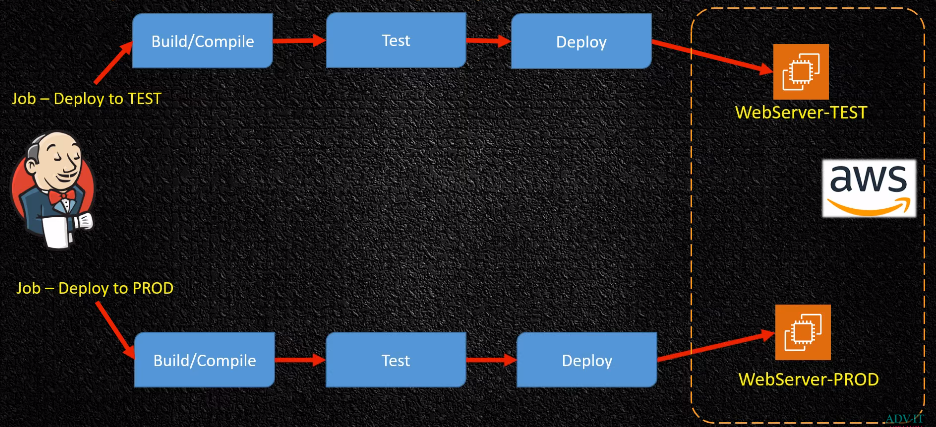 Build/Compile
Test
Deploy
Job – Deploy to TEST
WebServer-TEST
aws
Job – Deploy to PROD
Build/Compile
Test
Deploy
WebServer-PROD
ADV-IT